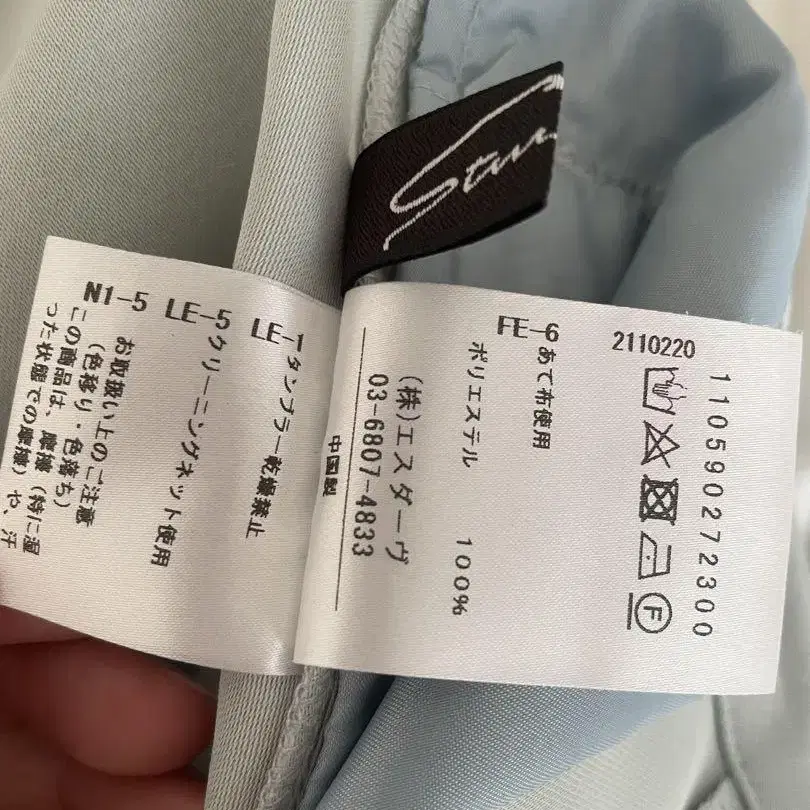 2110220
110590272300
F
FE-6
あて布使用
ポリエステル 100%
(株)エスダーヴ
03-6807-4833
中国製
LE-1
タンブラー乾燥禁止
LE-5
クリーニングネット使用
N1-5
お取扱い上のご注意
(色移り・色落ち)
この商品は、摩擦(特に湿
った状態での摩擦)や、汗